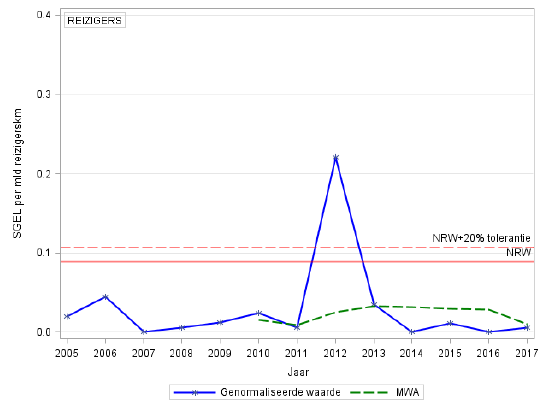 REIZIGERS
0.4
0.3
0.2
0.1
0.0
SGEL per mld reizigerskm
NRW+20% tolerantie
NRW
2005 2006 2007 2008 2009 2010 2011 2012 2013 2014 2015 2016 2017
Jaar
Genormaliseerde waarde MWA